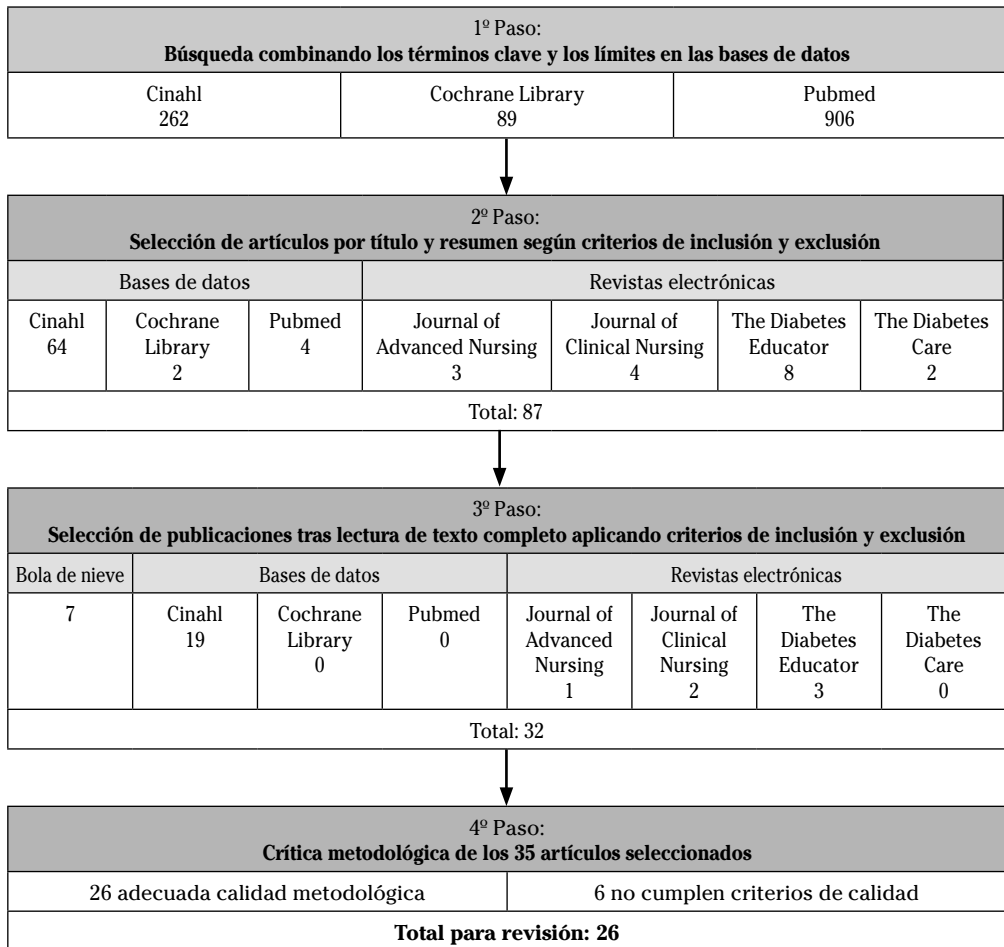 1º Paso:
Búsqueda combinando los términos clave y los límites en las bases de datos
Cinahl
262
Cochrane Library
89
Pubmed
906
2º Paso:
Selección de artículos por título y resumen según criterios de inclusión y exclusión
Bases de datos
Revistas electrónicas
Cinahl
64
Cochrane
Library
2
Pubmed
4
Journal of
Advanced Nursing
3
Journal of
Clinical Nursing
4
The Diabetes
Educator
8
The Diabetes
Care
2
Total: 87
3º Paso:
Selección de publicaciones tras lectura de texto completo aplicando criterios de inclusión y exclusión
Bola de nieve
Bases de datos
Revistas electrónicas
7
Cinahl
19
Cochrane
Library
0
Pubmed
0
Journal of
Advanced
Nursing
1
Journal of
Clinical
Nursing
2
The
Diabetes
Educator
3
The
Diabetes
Care
0
Total: 32
4º Paso:
Crítica metodológica de los 35 artículos seleccionados
26 adecuada calidad metodológica
6 no cumplen criterios de calidad
Total para revisión: 26